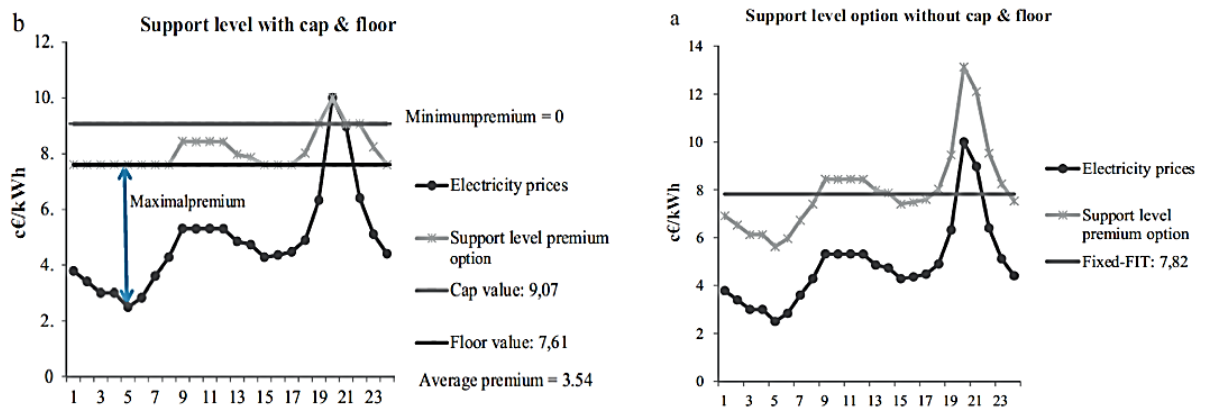 b
Support level with cap & floor
c€/kWh
12.
10.
8.
6.
4.
2.
0
1 3 5 7 9 11 13 15 17 19 21 23
Maximalpremium
Minimumpremium = 0
Electricity prices
Support level premium
option
Cap value: 9,07
Floor value: 7,61
Average premium = 3.54
a
Support level option without cap & floor
c€/kWh
14
12
10
8
6
4
2
0
1 3 5 7 9 11 13 15 17 19 21 23
Electricity prices
Support level
premium option
Fixed-FIT: 7,82